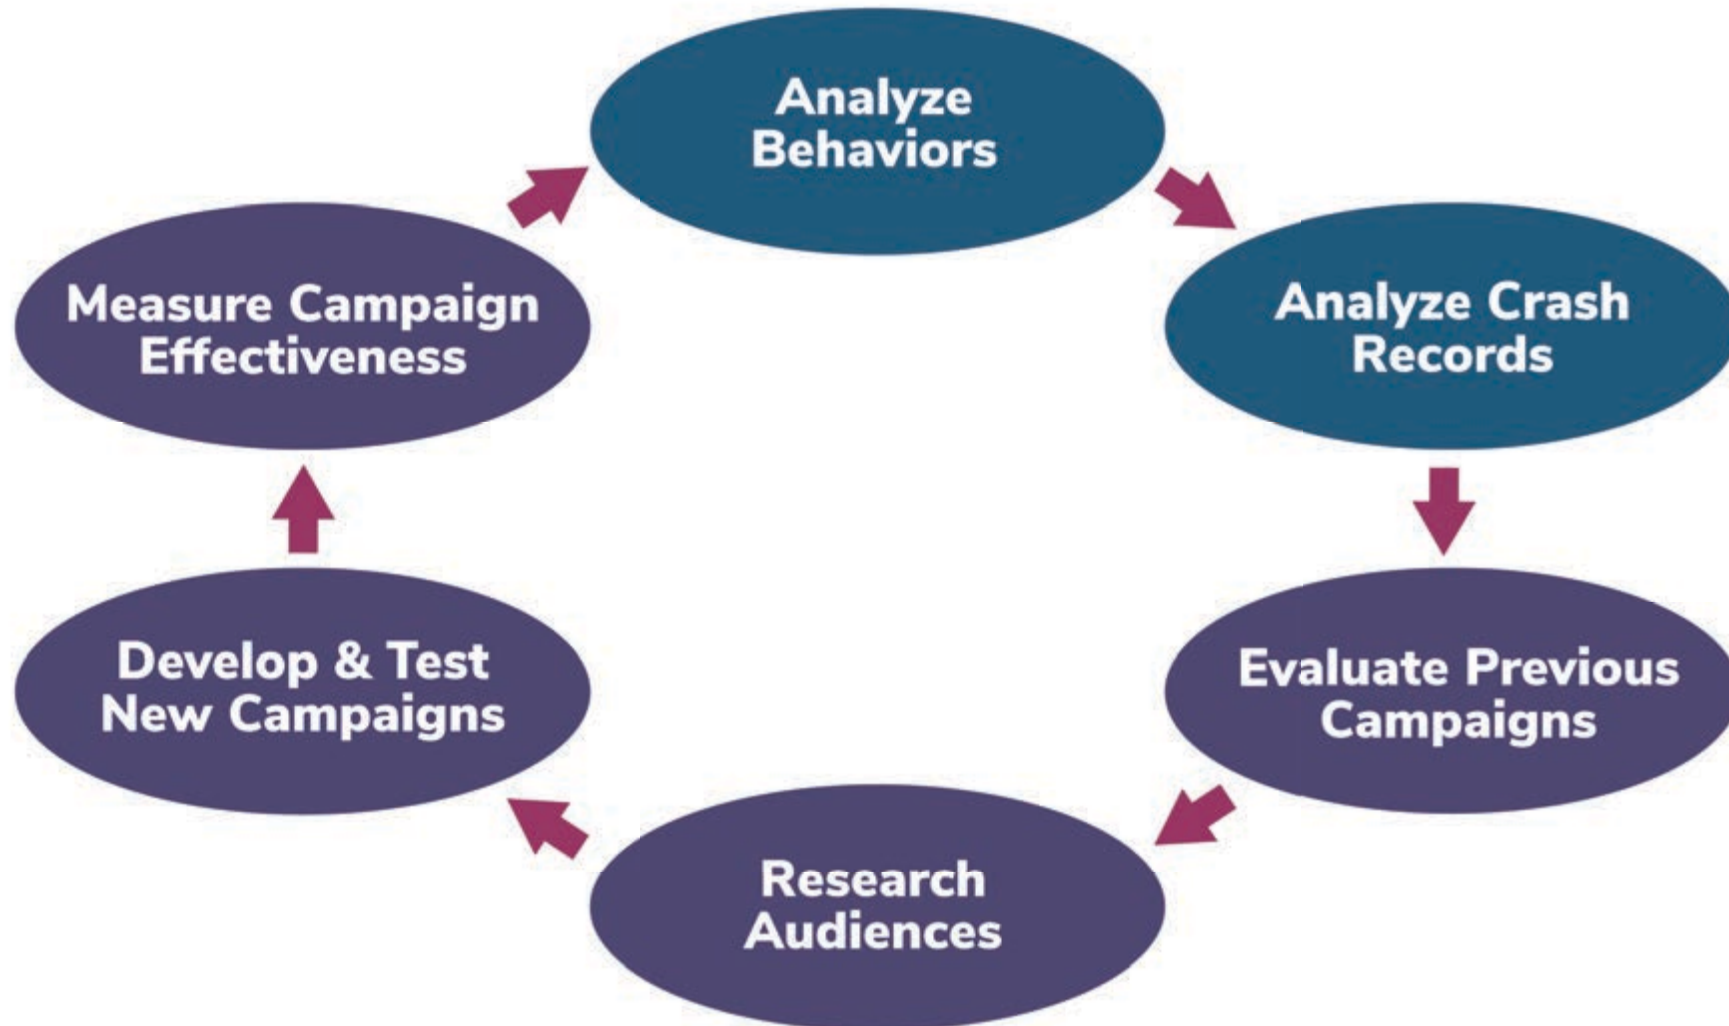 Analyze
Behaviors
Analyze Crash
Records
Evaluate Previous
Campaigns
Research
Audiences
Develop & Test
New Campaigns
Measure Campaign
Effectiveness